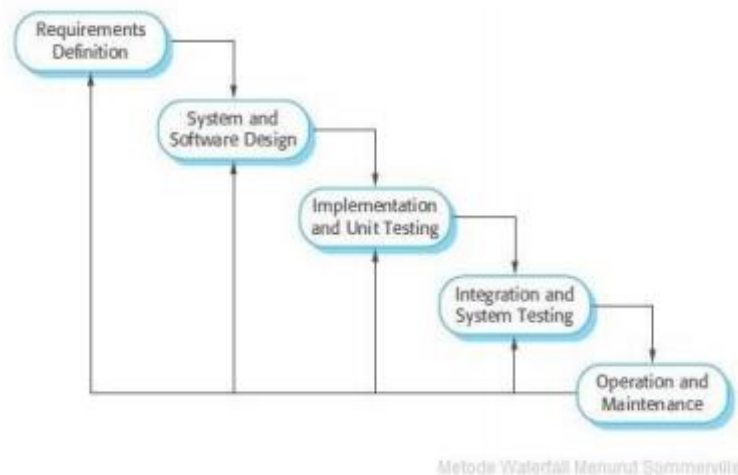 Requirements
Definition
System and
Software Design
Implementation
and Unit Testing
Integration and
System Testing
Operation and
Maintenance
Metode Waterfall Menurut Sammerville